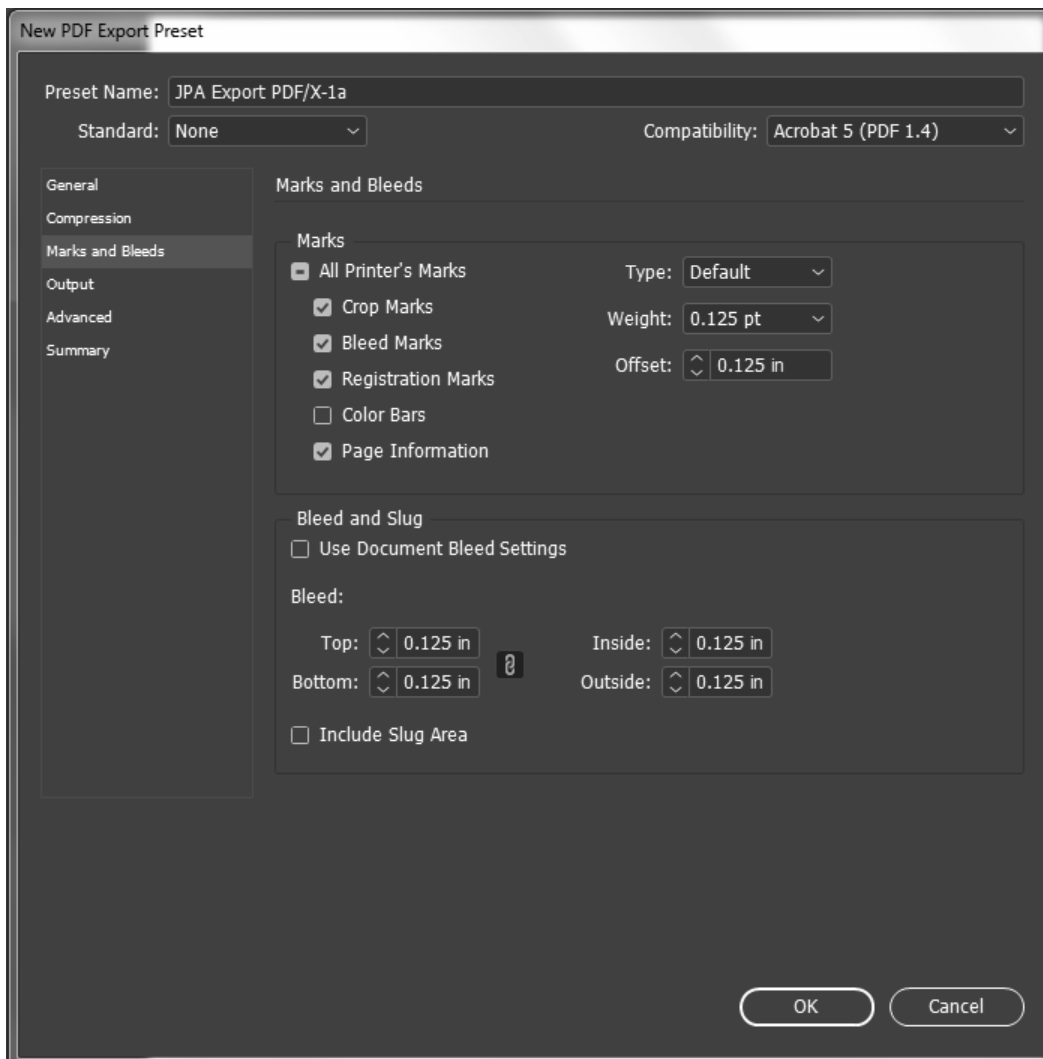 New PDF Export Preset
Preset Name: JPA Export PDF/X-1a
Standard: None
Compatibility: Acrobat 5 (PDF 1.4)
General
Compression
Marks and Bleeds
Output
Advanced
Summary
Marks and Bleeds
Marks
All Printer's Marks
Crop Marks
Bleed Marks
Registration Marks
Color Bars
Page Information
Type: Default
Weight: 0.125 pt
Offset: 0.125 in
Bleed and Slug
Use Document Bleed Settings
Bleed:
Top: 0.125 in
Bottom: 0.125 in
Inside: 0.125 in
Outside: 0.125 in
Include Slug Area
OK
Cancel